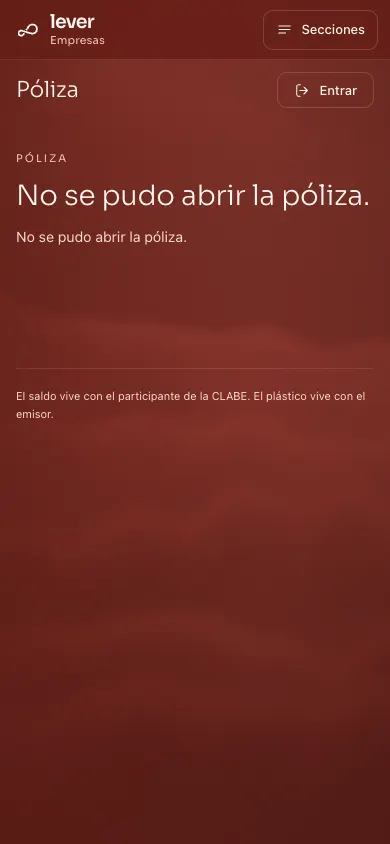 lever
Empresas
Secciones
Póliza
Entrar
PÓLIZA
No se pudo abrir la póliza.
No se pudo abrir la póliza.
El saldo vive con el participante de la CLABE. El plástico vive con el
emisor.